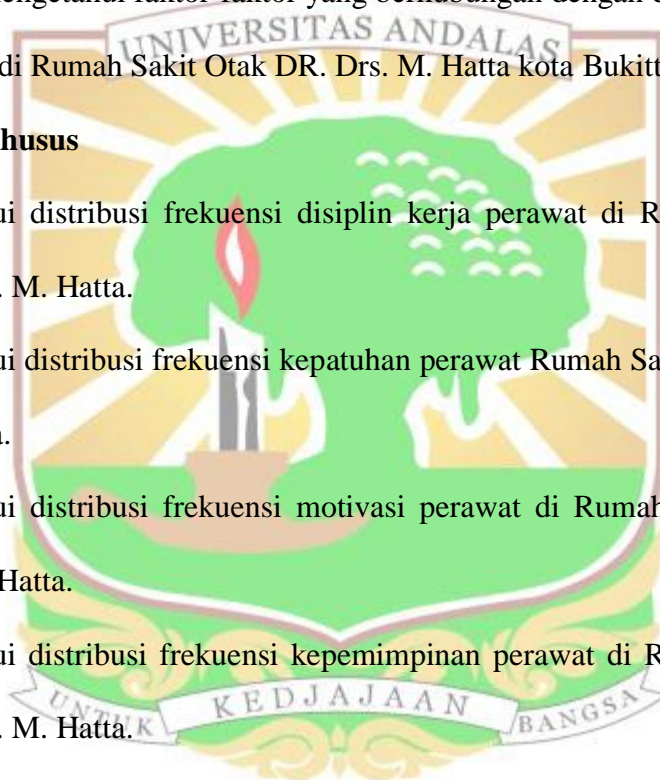 mengetahui faktor-faktor yang berhubungan dengan
UNIVERSITAS ANDALAS
di Rumah Sakit Otak DR. Drs. M. Hatta kota Bukitt
husus
ui distribusi frekuensi disiplin kerja perawat di R
. M. Hatta.
ui distribusi frekuensi kepatuhan perawat Rumah Sa
a.
ui distribusi frekuensi motivasi perawat di Rumah
Hatta.
ui distribusi frekuensi kepemimpinan perawat di R
UNTUK KEDJAJAAN BANGSA
. M. Hatta.